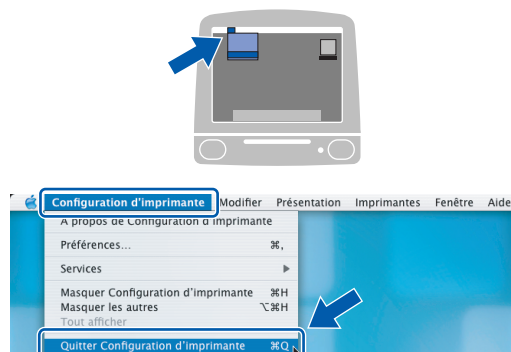 Configuration d'imprimante Modifier Présentation Imprimantes Fenêtre Aide
A propos de Configuration d'imprimante
Préférences... ⌘,
Services ▶
Masquer Configuration d'imprimante ⌘H
Masquer les autres ⌥⌘H
Tout afficher
Quitter Configuration d'imprimante ⌘Q